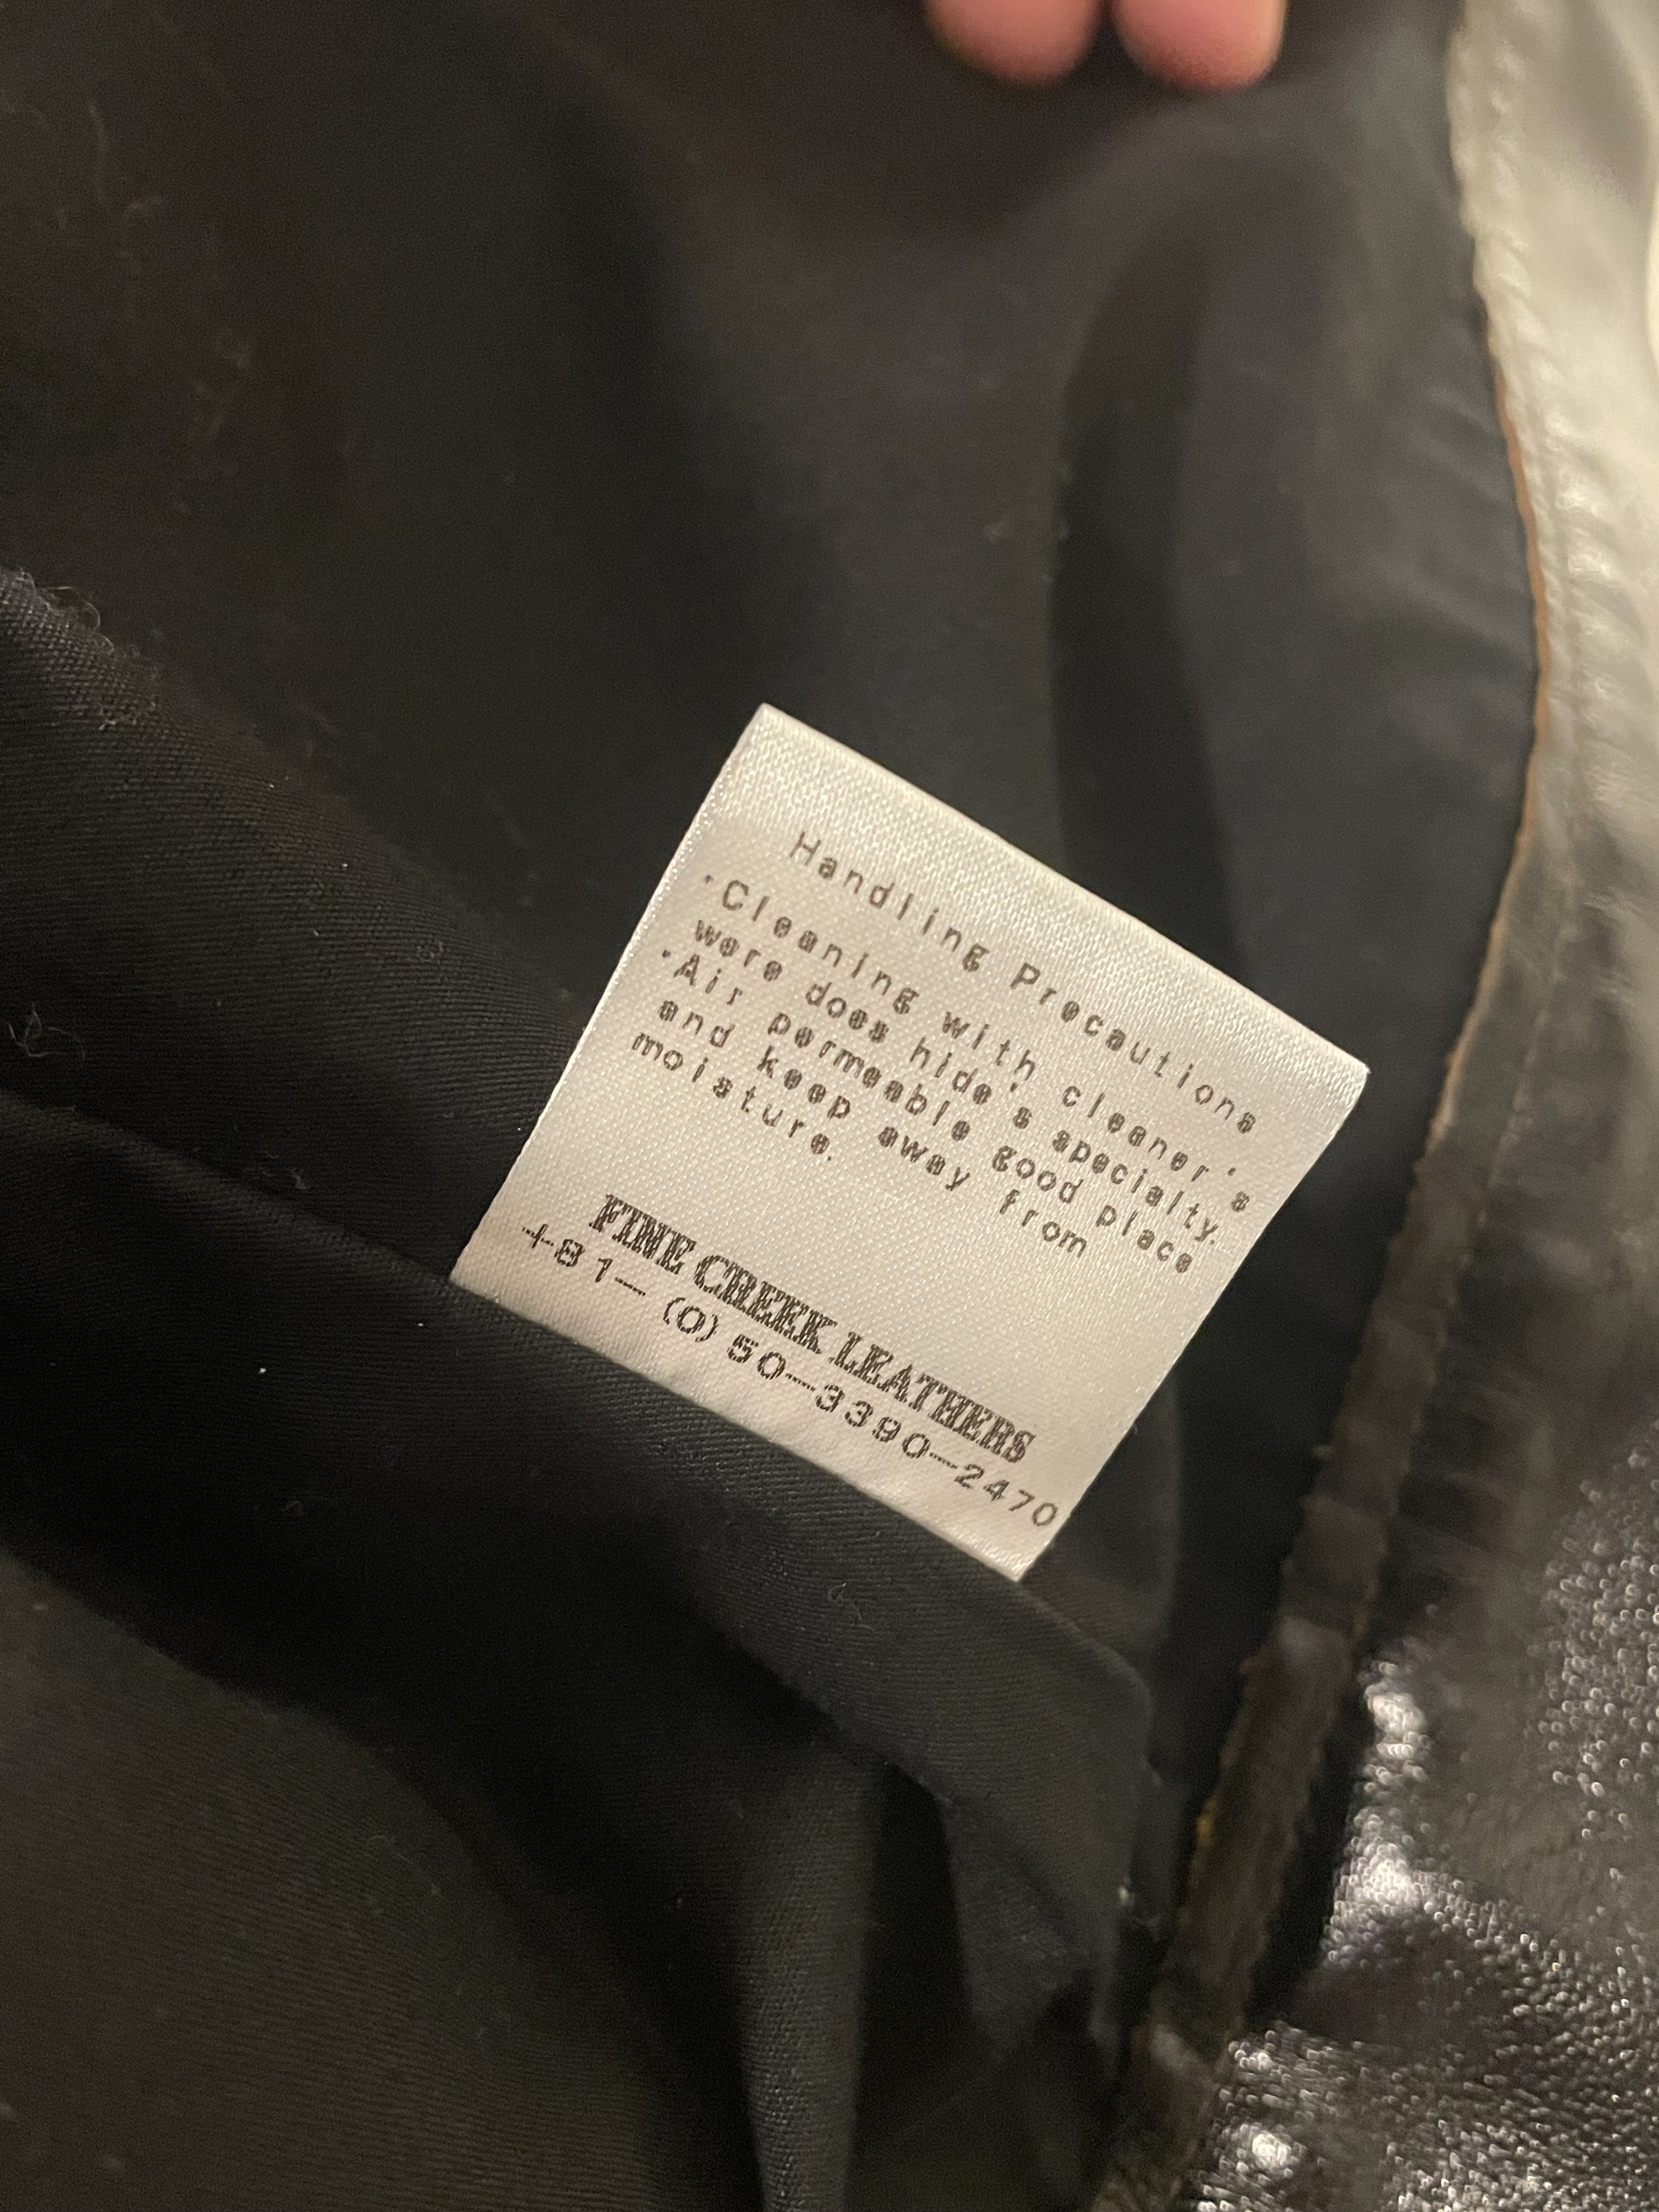 Handling Precautions
・Cleaning with cleaner's
wore does hide's specialty.
・Air permeable good place
and keep away from
moisture.
FINE CREEK LEATHERS
+81―(0)50―3390―2470